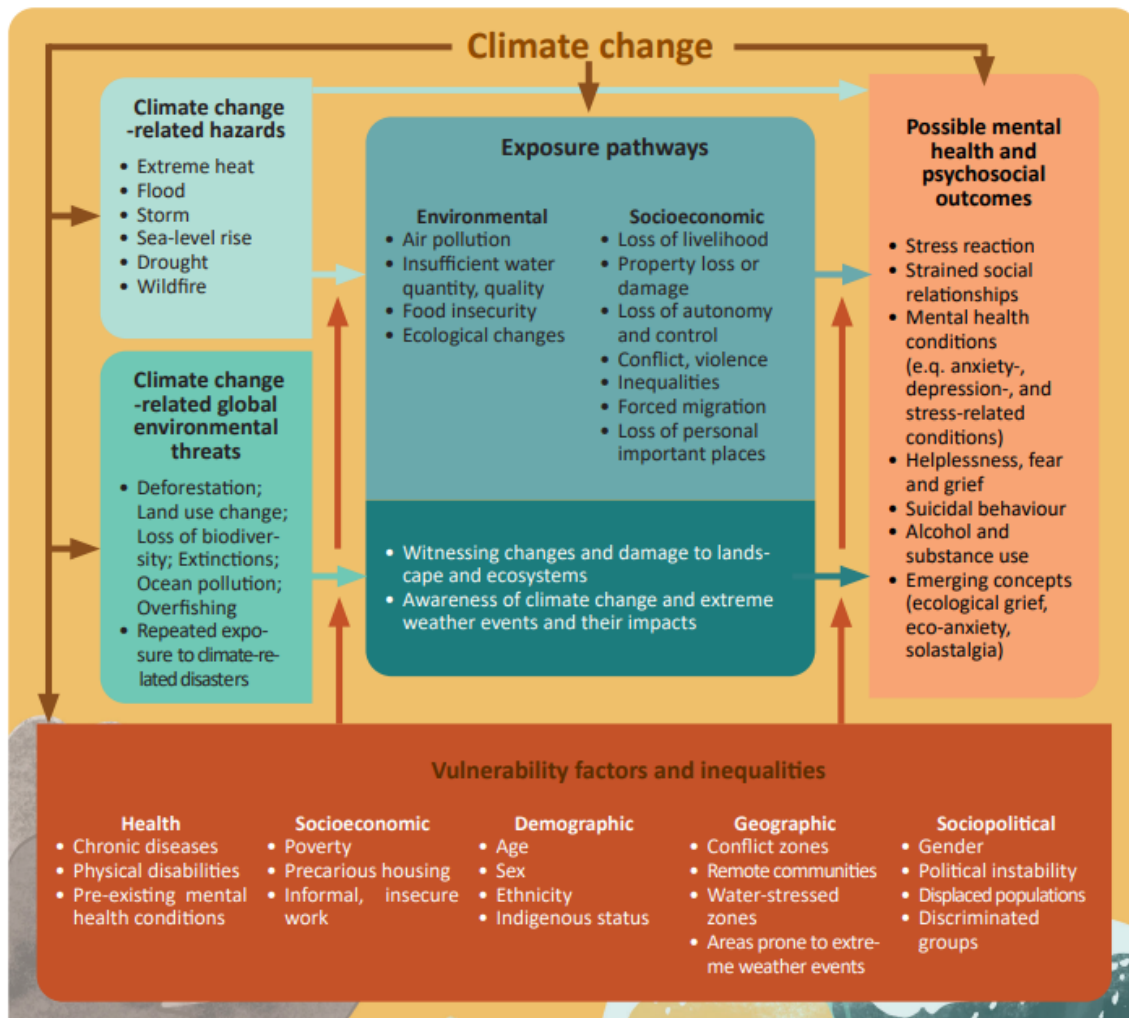 Climate change
Climate change
-related hazards
• Extreme heat
• Flood
• Storm
• Sea-level rise
• Drought
• Wildfire
Climate change
-related global
environmental
threats
• Deforestation;
Land use change;
Loss of biodiver-
sity; Extinctions;
Ocean pollution;
Overfishing
• Repeated expo-
sure to climate-re-
lated disasters
Exposure pathways
Environmental
• Air pollution
• Insufficient water
quantity, quality
• Food insecurity
• Ecological changes
Socioeconomic
• Loss of livelihood
• Property loss or
damage
• Loss of autonomy
and control
• Conflict, violence
• Inequalities
• Forced migration
• Loss of personal
important places
• Witnessing changes and damage to lands-
cape and ecosystems
• Awareness of climate change and extreme
weather events and their impacts
Possible mental
health and
psychosocial
outcomes
• Stress reaction
• Strained social
relationships
• Mental health
conditions
(e.q. anxiety-,
depression-, and
stress-related
conditions)
• Helplessness, fear
and grief
• Suicidal behaviour
• Alcohol and
substance use
• Emerging concepts
(ecological grief,
eco-anxiety,
solastalgia)
Vulnerability factors and inequalities
Health
• Chronic diseases
• Physical disabilities
• Pre-existing mental
health conditions
Socioeconomic
• Poverty
• Precarious housing
• Informal, insecure
work
Demographic
• Age
• Sex
• Ethnicity
• Indigenous status
Geographic
• Conflict zones
• Remote communities
• Water-stressed
zones
• Areas prone to extre-
me weather events
Sociopolitical
• Gender
• Political instability
• Displaced populations
• Discriminated
groups